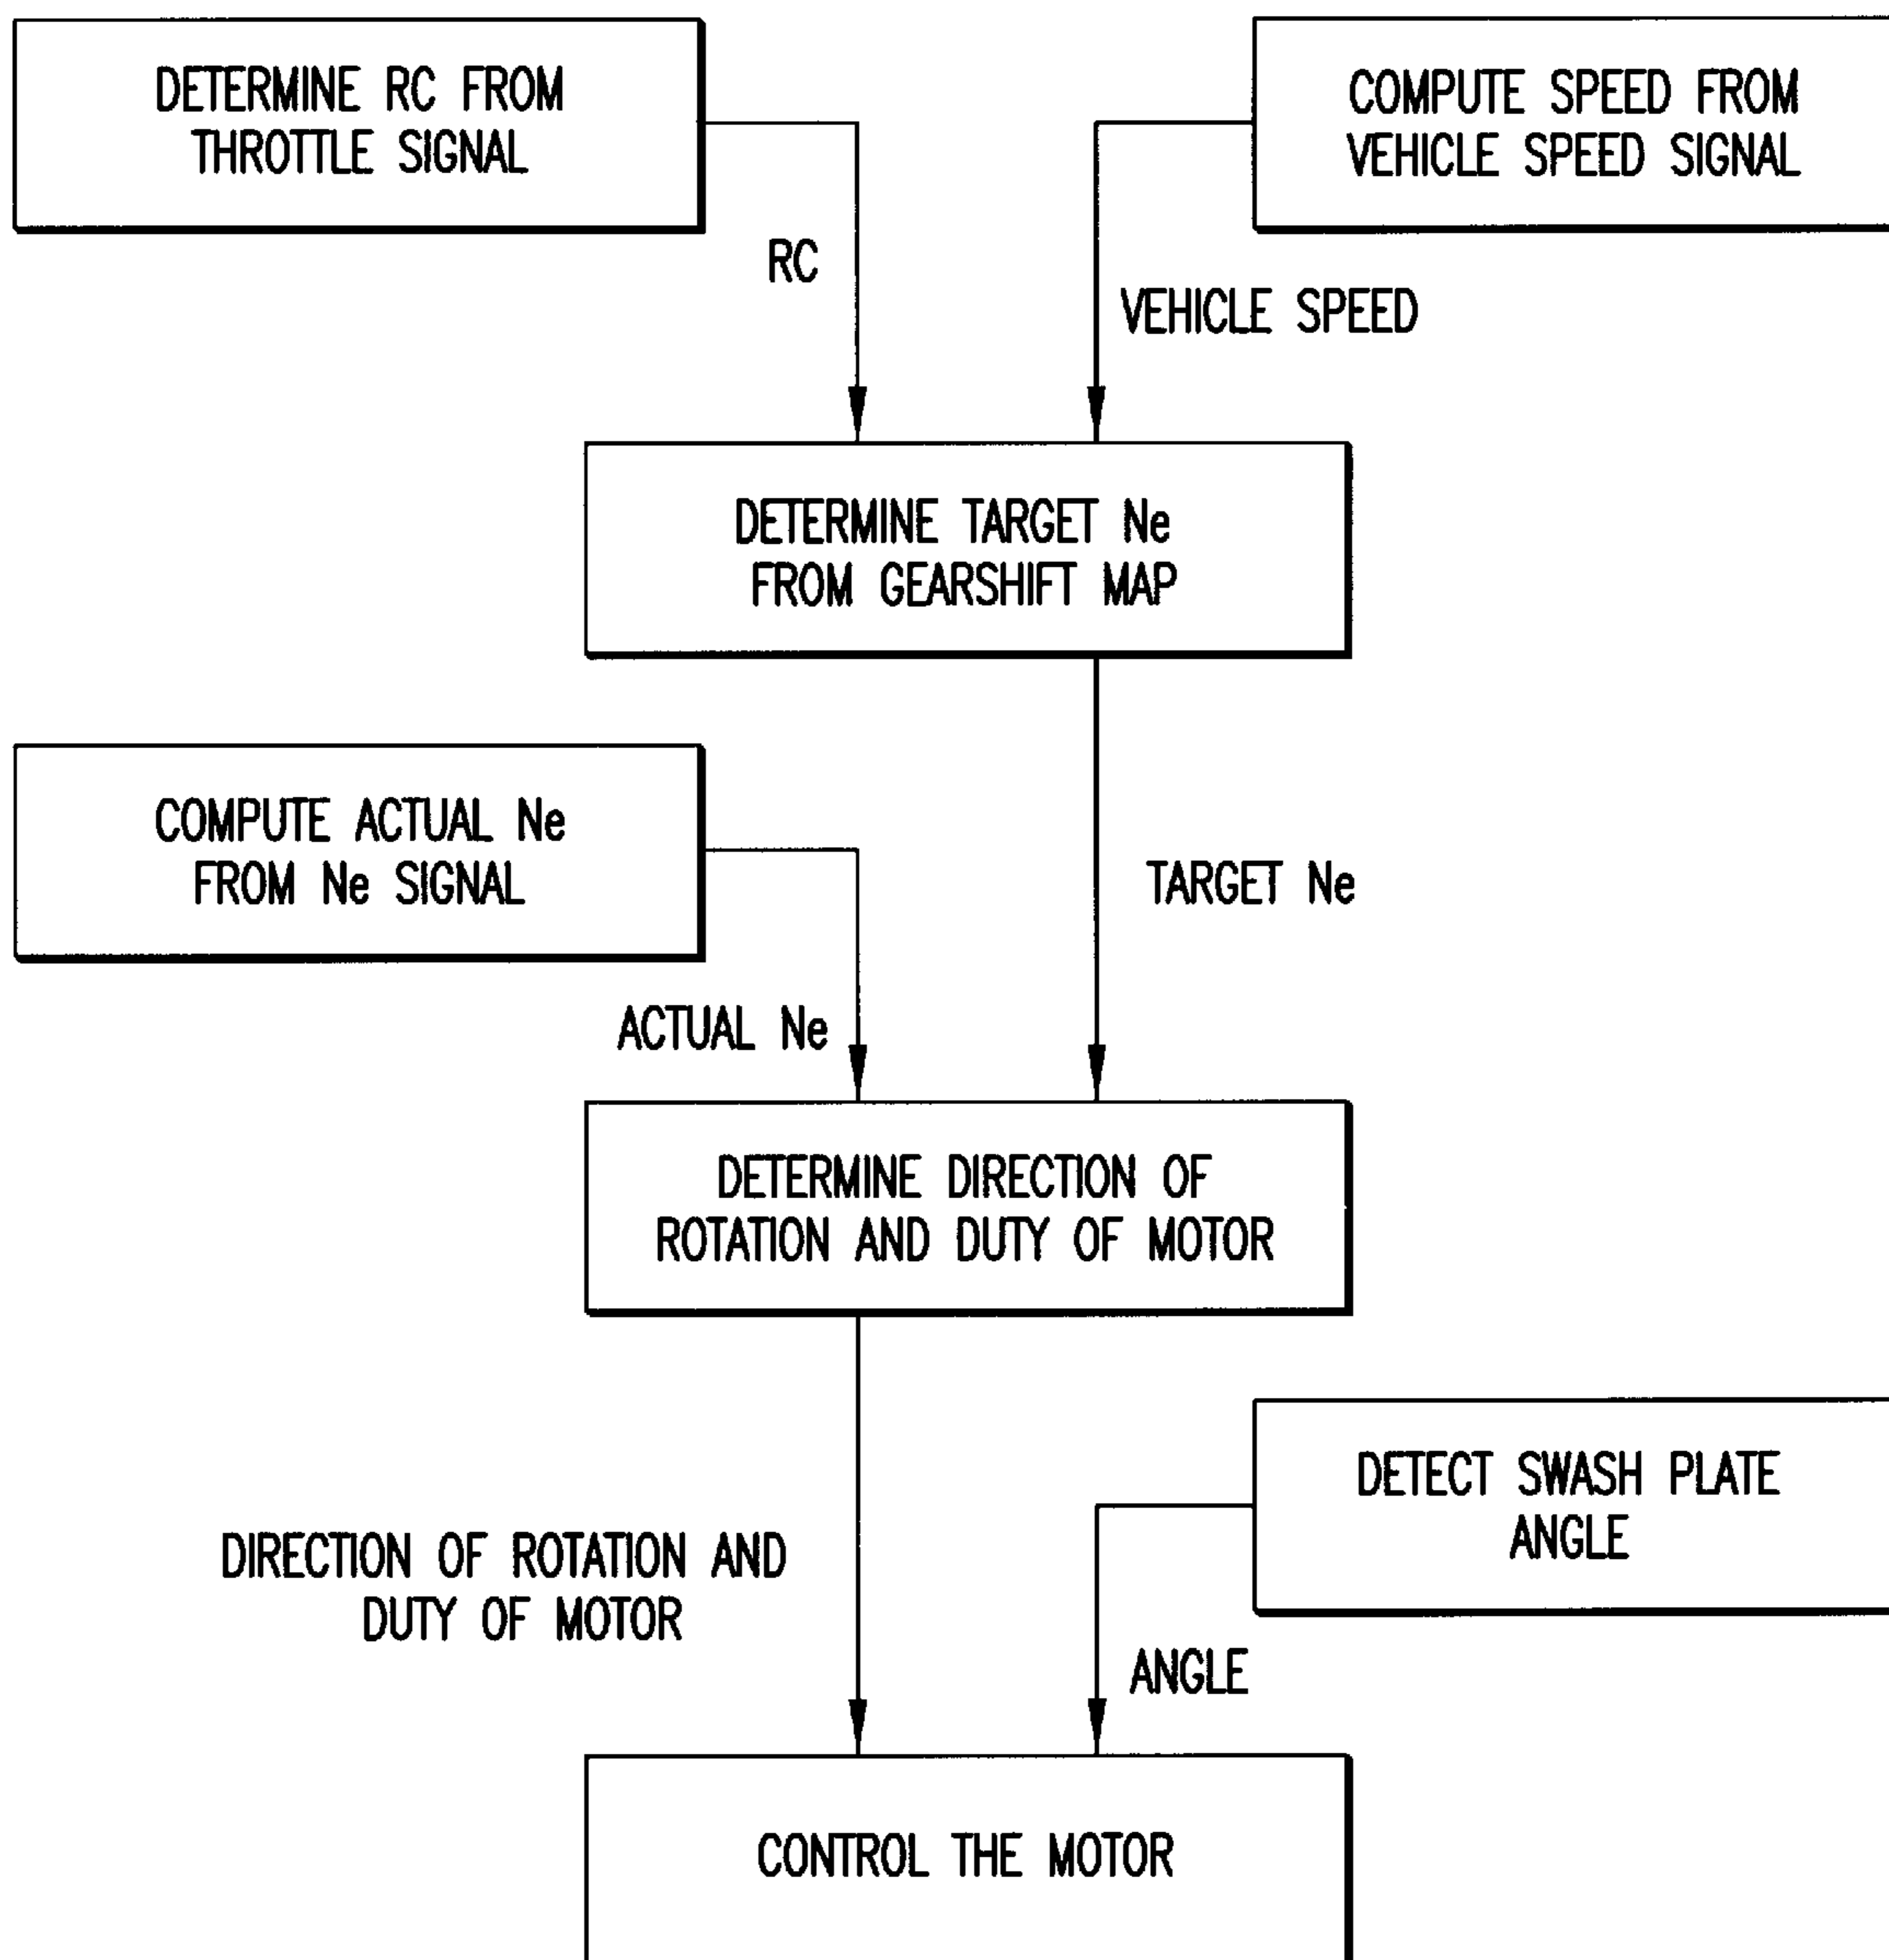 DETERMINE RC FROM
THROTTLE SIGNAL
COMPUTE SPEED FROM
VEHICLE SPEED SIGNAL
RC
VEHICLE SPEED
DETERMINE TARGET Ne
FROM GEARSHIFT MAP
COMPUTE ACTUAL Ne
FROM Ne SIGNAL
TARGET Ne
ACTUAL Ne
DETERMINE DIRECTION OF
ROTATION AND DUTY OF MOTOR
DETECT SWASH PLATE
ANGLE
DIRECTION OF ROTATION AND
DUTY OF MOTOR
ANGLE
CONTROL THE MOTOR